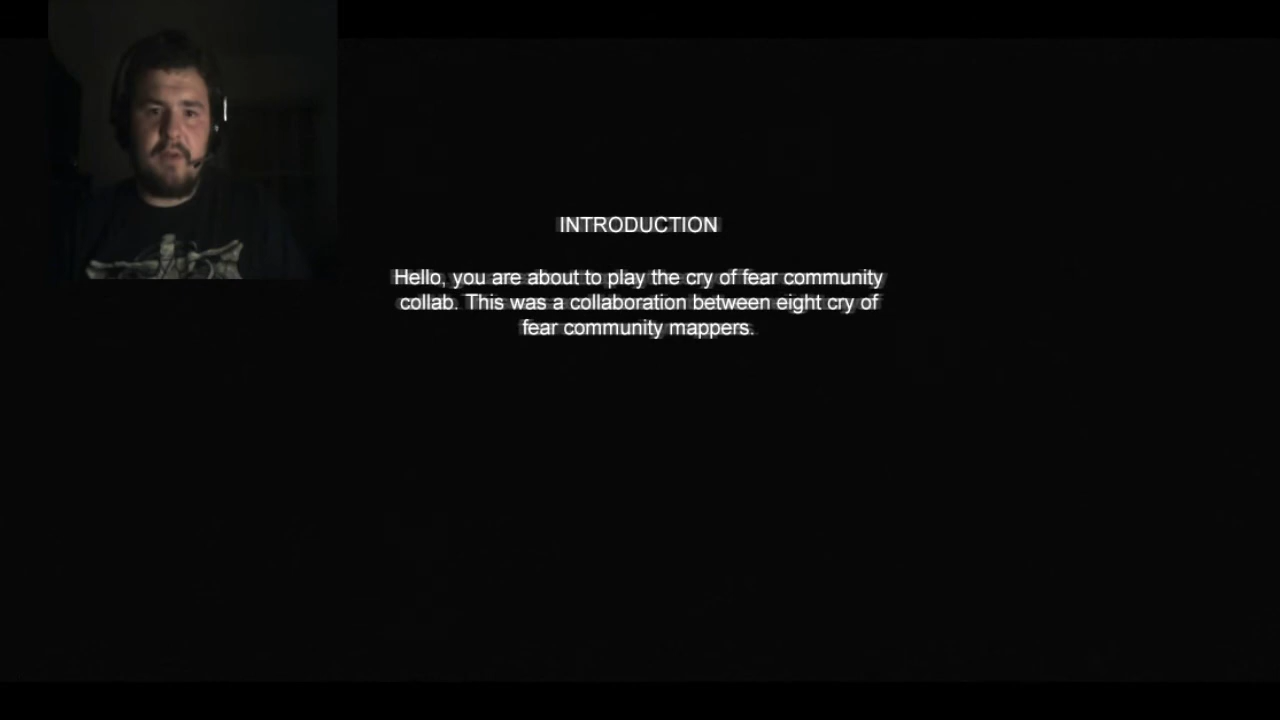 INTRODUCTION
Hello, you are about to play the cry of fear community
collab. This was a collaboration between eight cry of
fear community mappers.